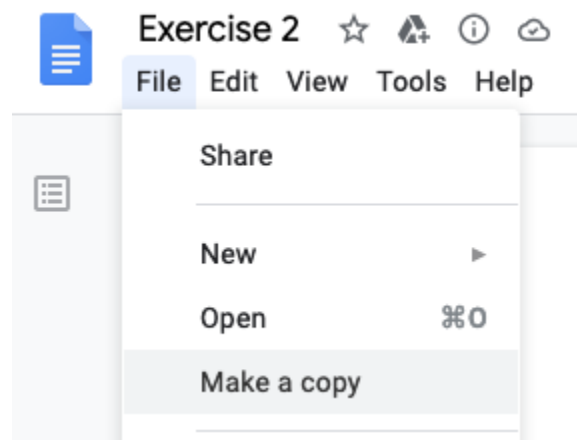 Exercise 2
File Edit View Tools Help
Share
New
Open ⌘O
Make a copy